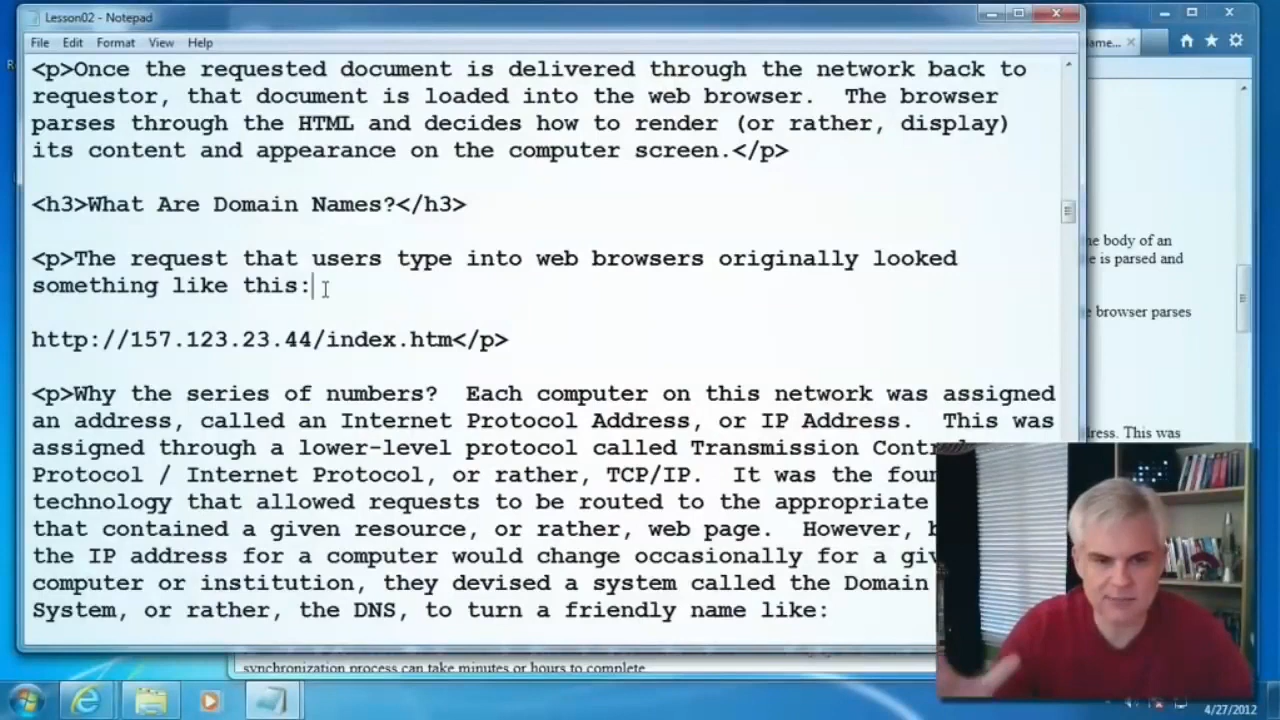 Lesson02 - Notepad
File Edit Format View Help
<p>Once the requested document is delivered through the network back to
requestor, that document is loaded into the web browser.  The browser
parses through the HTML and decides how to render (or rather, display)
its content and appearance on the computer screen.</p>
<h3>What Are Domain Names?</h3>
<p>The request that users type into web browsers originally looked
something like this:
http://157.123.23.44/index.htm</p>
<p>Why the series of numbers?  Each computer on this network was assigned
an address, called an Internet Protocol Address, or IP Address.  This was
assigned through a lower-level protocol called Transmission Contr
Protocol / Internet Protocol, or rather, TCP/IP.  It was the foun
technology that allowed requests to be routed to the appropriate
that contained a given resource, or rather, web page.  However, b
the IP address for a computer would change occasionally for a giv
computer or institution, they devised a system called the Domain
System, or rather, the DNS, to turn a friendly name like:
ame...
e body of an
e is parsed and
e browser parses
dress. This was
synchronization process can take minutes or hours to complete
4/27/2012